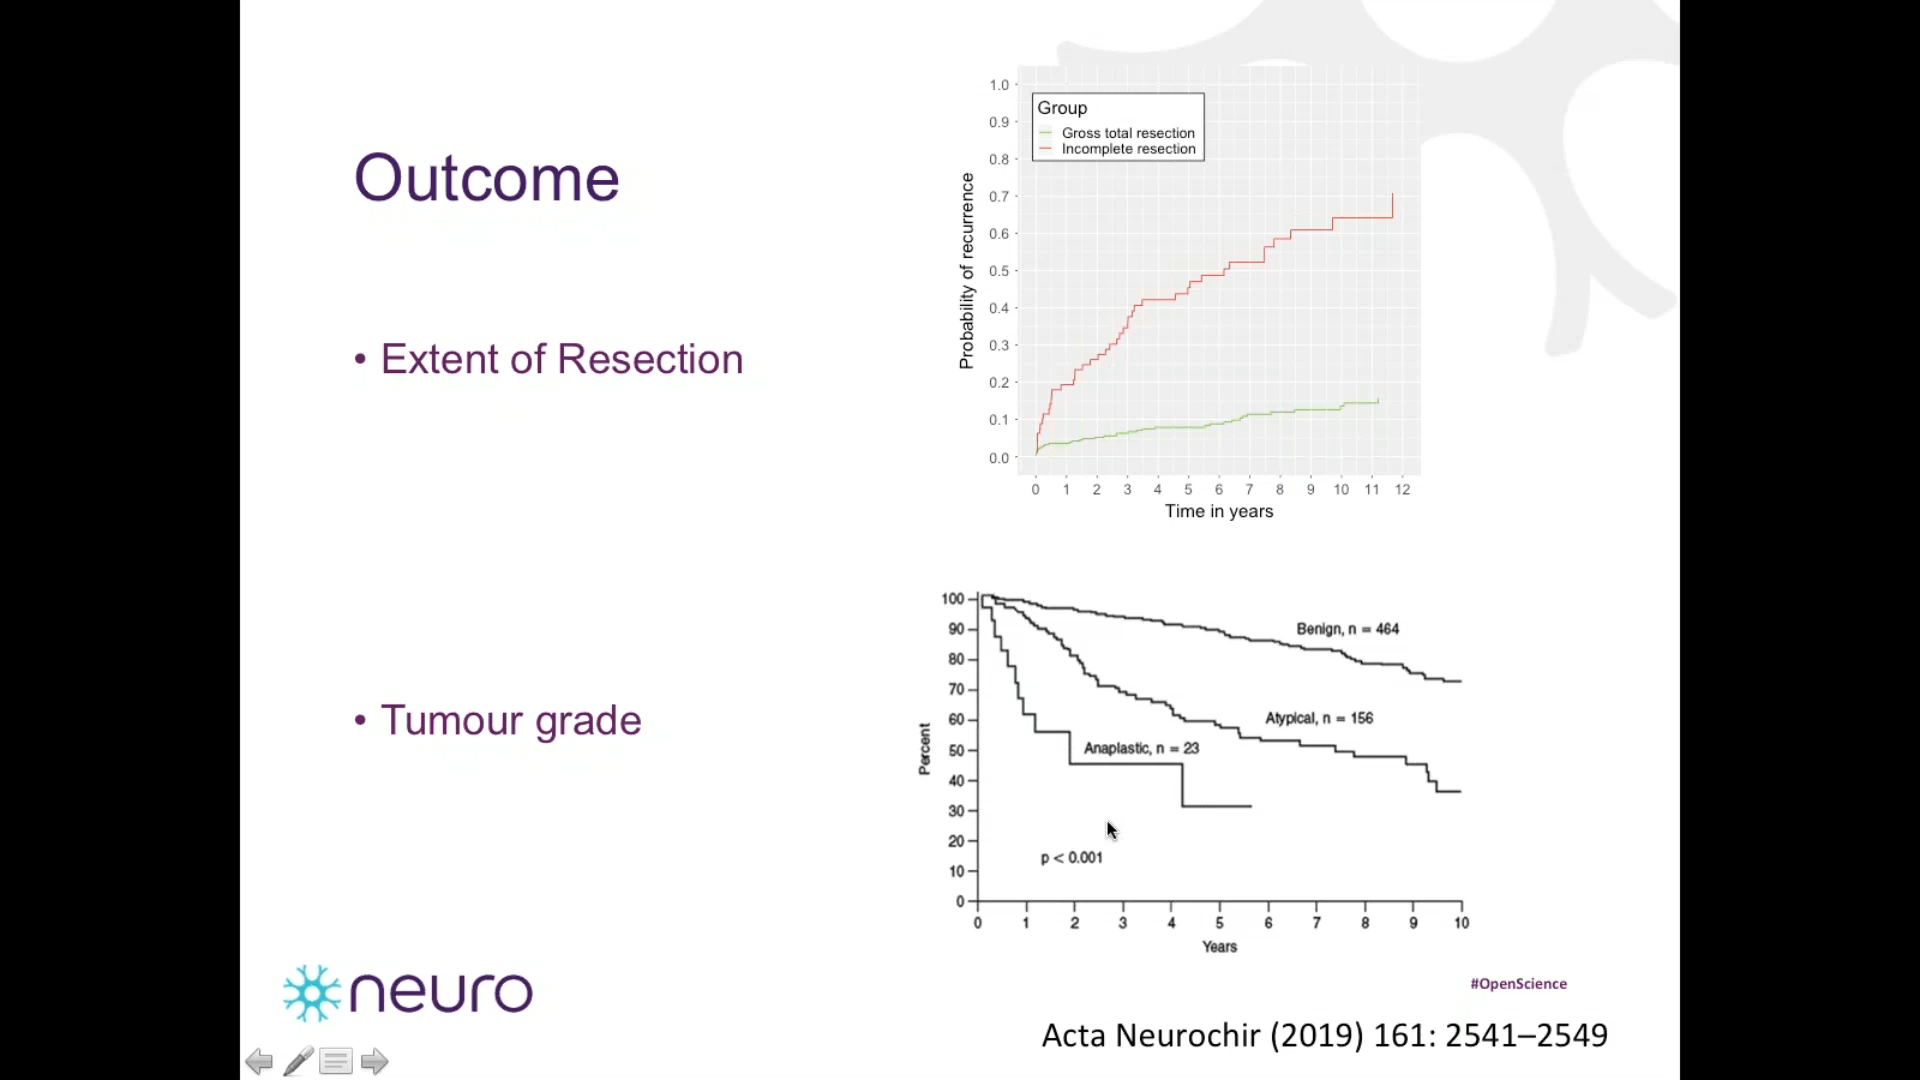 Outcome
• Extent of Resection
Probability of recurrence
1.0
0.9
0.8
0.7
0.6
0.5
0.4
0.3
0.2
0.1
0.0
Group
Gross total resection
Incomplete resection
0 1 2 3 4 5 6 7 8 9 10 11 12
Time in years
• Tumour grade
Percent
100
90
80
70
60
50
40
30
20
10
0
Benign, n = 464
Atypical, n = 156
Anaplastic, n = 23
p < 0.001
0 1 2 3 4 5 6 7 8 9 10
Years
neuro
#OpenScience
Acta Neurochir (2019) 161: 2541–2549